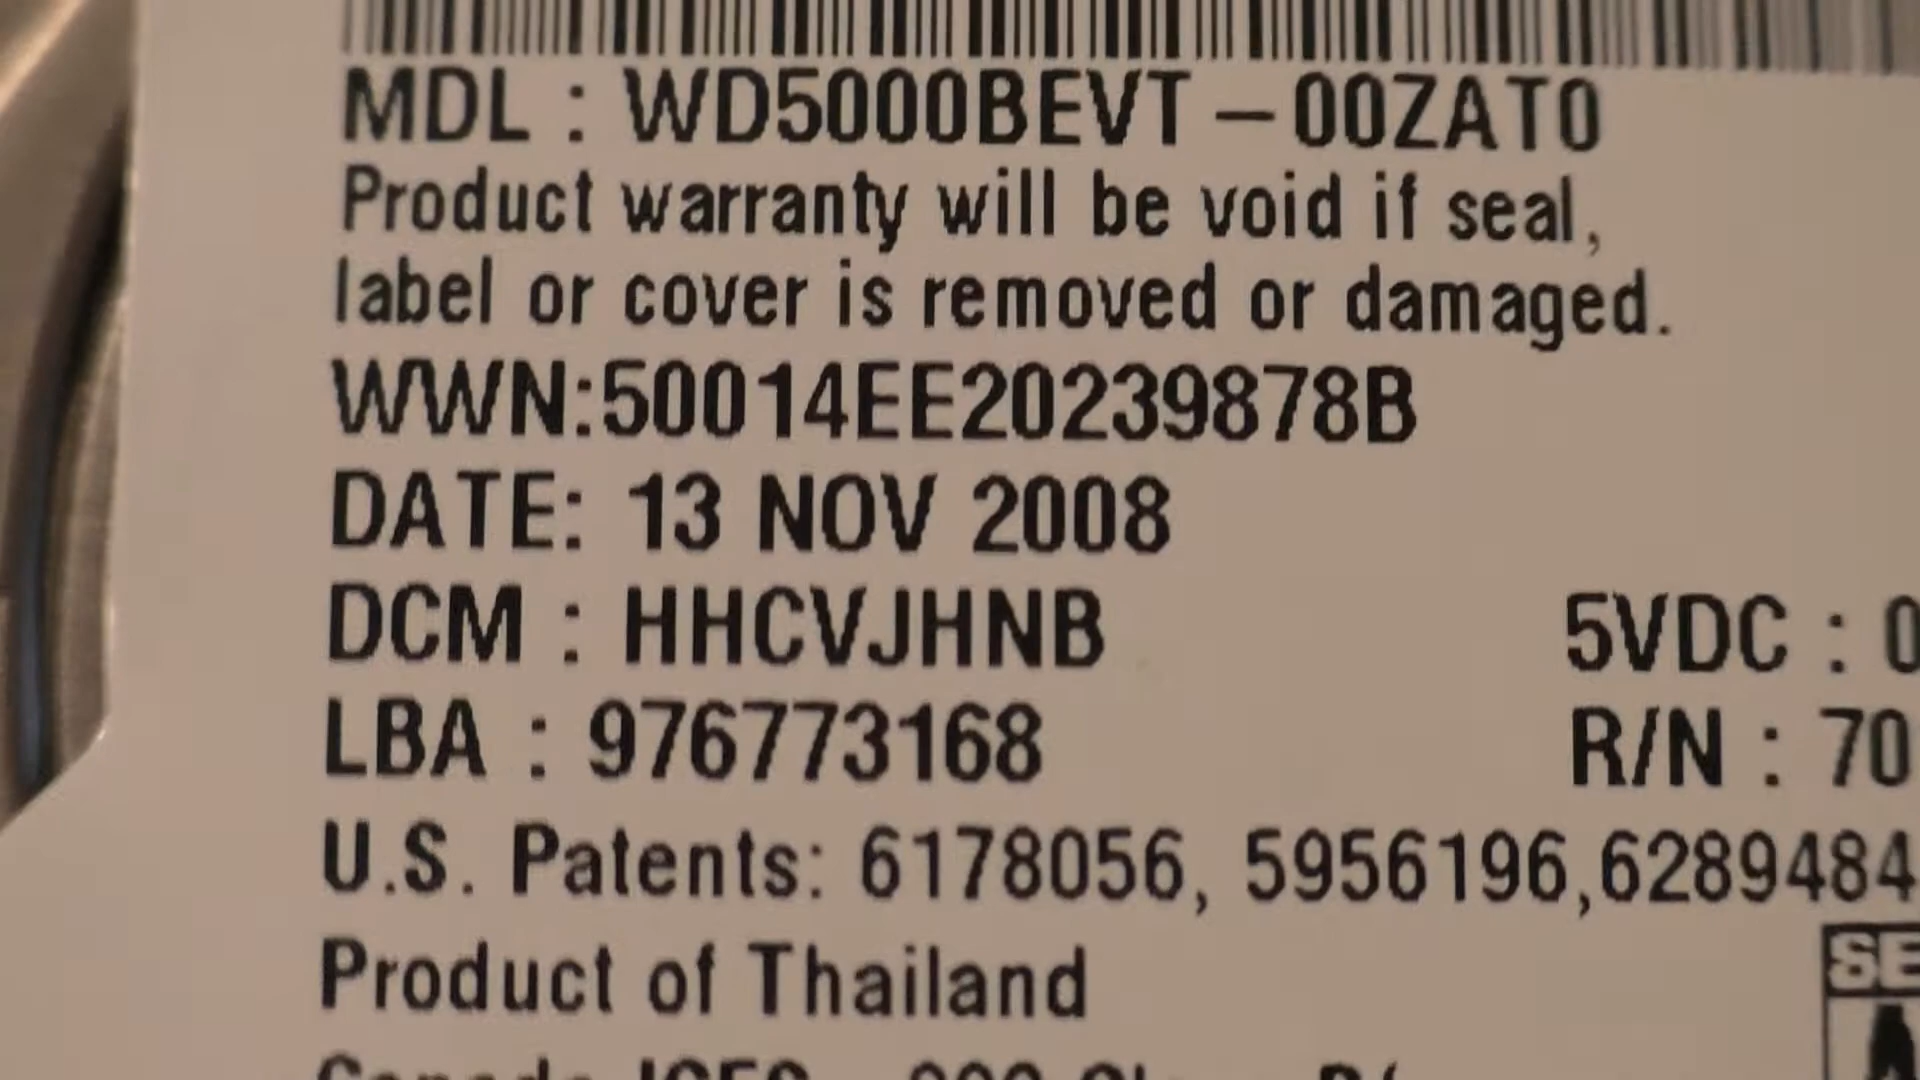 MDL : WD5000BEVT – 00ZAT0
Product warranty will be void if seal,
label or cover is removed or damaged.
WWN:50014EE20239878B
DATE: 13 NOV 2008
DCM : HHCVJHNB 5VDC : 0
LBA : 976773168 R/N : 70
U.S. Patents: 6178056, 5956196,6289484
Product of Thailand
SE